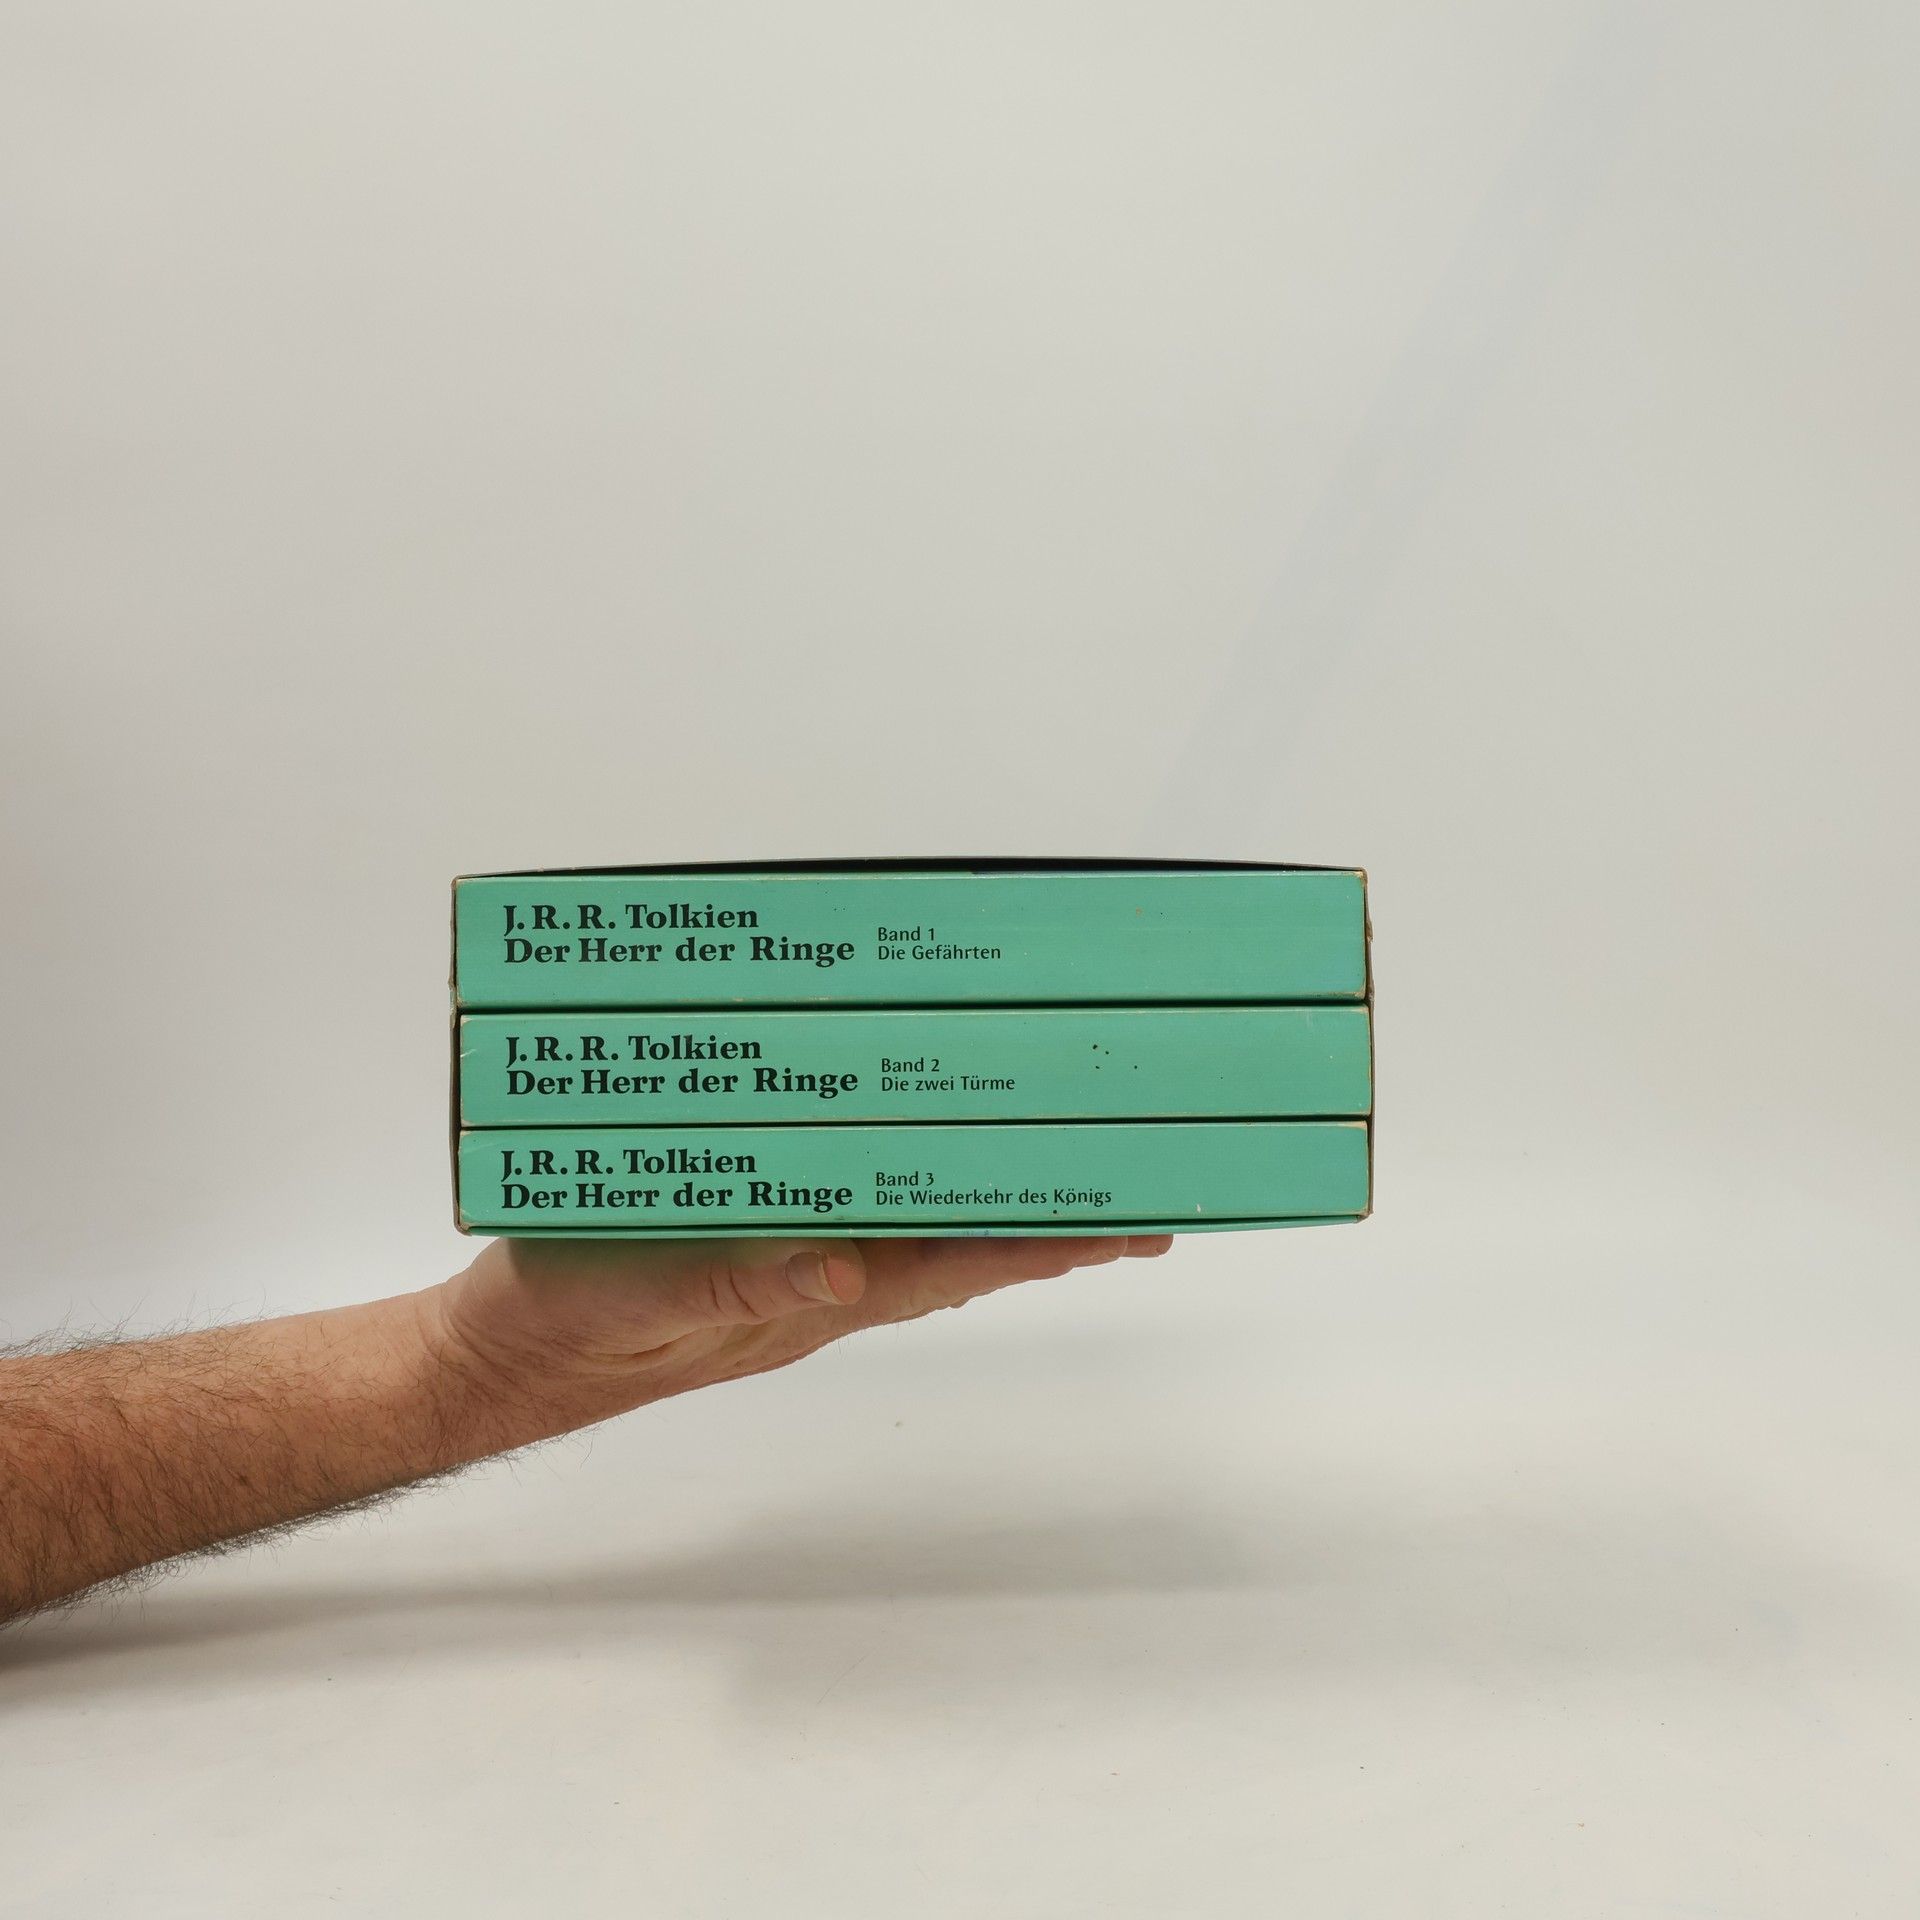 J. R. R. Tolkien
Der Herr der Ringe
Band 1
Die Gefährten
J. R. R. Tolkien
Der Herr der Ringe
Band 2
Die zwei Türme
J. R. R. Tolkien
Der Herr der Ringe
Band 3
Die Wiederkehr des Königs